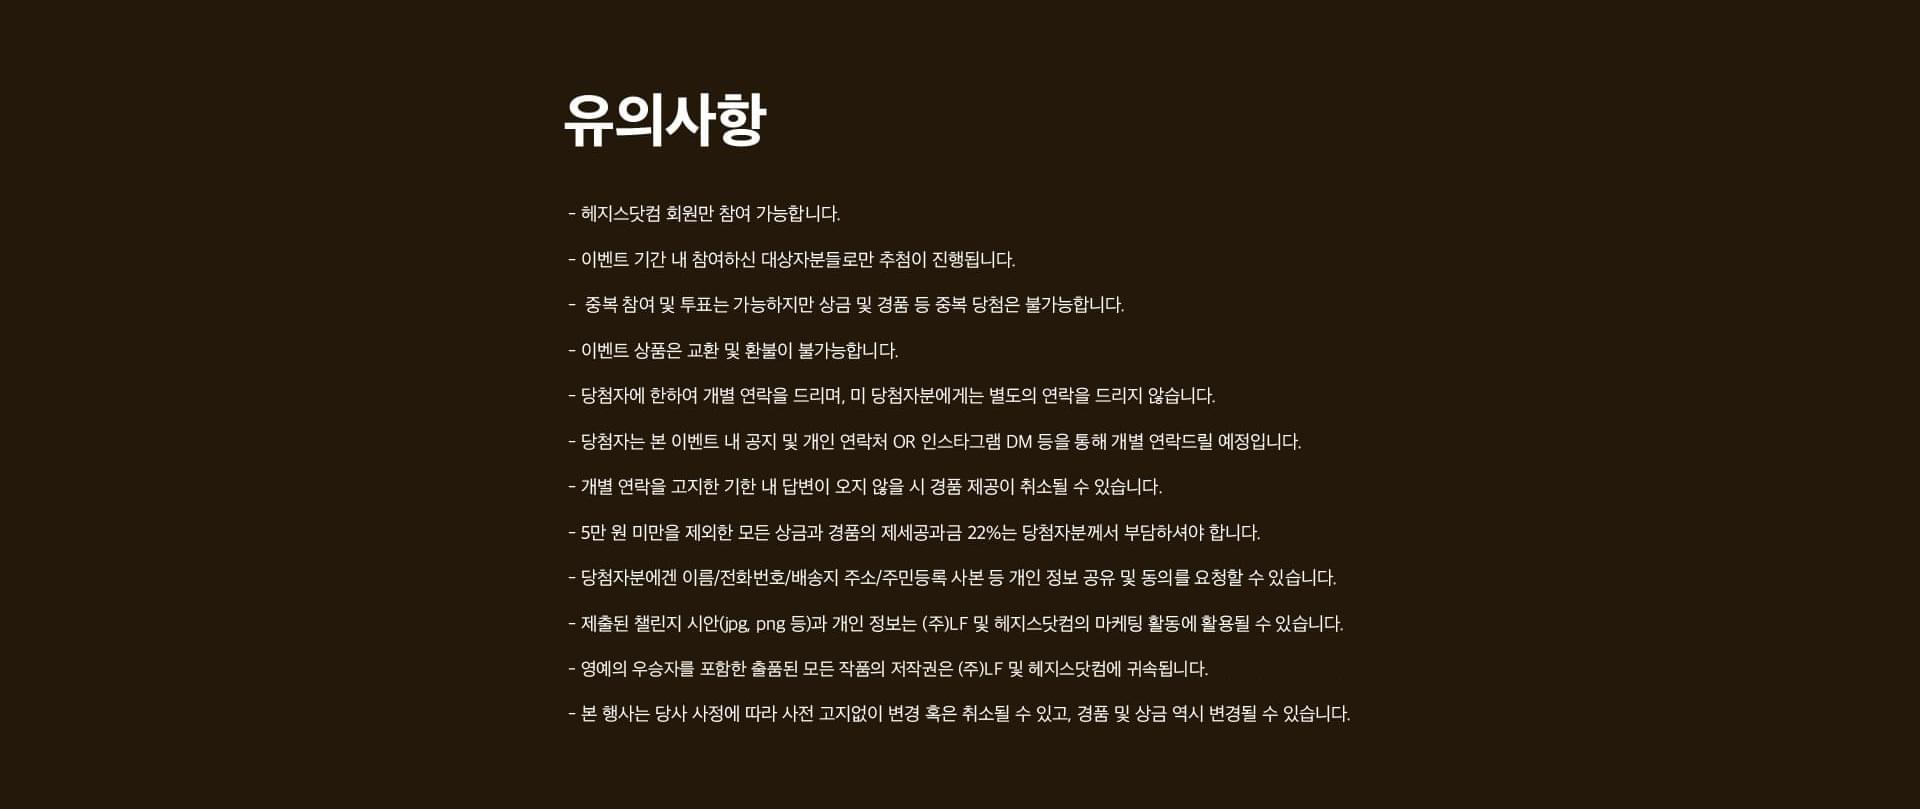 유의사항
- 헤지스닷컴 회원만 참여 가능합니다.
- 이벤트 기간 내 참여하신 대상자분들로만 추첨이 진행됩니다.
- 중복 참여 및 투표는 가능하지만 상금 및 경품 등 중복 당첨은 불가능합니다.
- 이벤트 상품은 교환 및 환불이 불가능합니다.
- 당첨자에 한하여 개별 연락을 드리며, 미 당첨자분에게는 별도의 연락을 드리지 않습니다.
- 당첨자는 본 이벤트 내 공지 및 개인 연락처 OR 인스타그램 DM 등을 통해 개별 연락드릴 예정입니다.
- 개별 연락을 고지한 기한 내 답변이 오지 않을 시 경품 제공이 취소될 수 있습니다.
- 5만 원 미만을 제외한 모든 상금과 경품의 제세공과금 22%는 당첨자분께서 부담하셔야 합니다.
- 당첨자분에겐 이름/전화번호/배송지 주소/주민등록 사본 등 개인 정보 공유 및 동의를 요청할 수 있습니다.
- 제출된 챌린지 시안(jpg, png 등)과 개인 정보는 (주)LF 및 헤지스닷컴의 마케팅 활동에 활용될 수 있습니다.
- 영예의 우승자를 포함한 출품된 모든 작품의 저작권은 (주)LF 및 헤지스닷컴에 귀속됩니다.
- 본 행사는 당사 사정에 따라 사전 고지없이 변경 혹은 취소될 수 있고, 경품 및 상금 역시 변경될 수 있습니다.